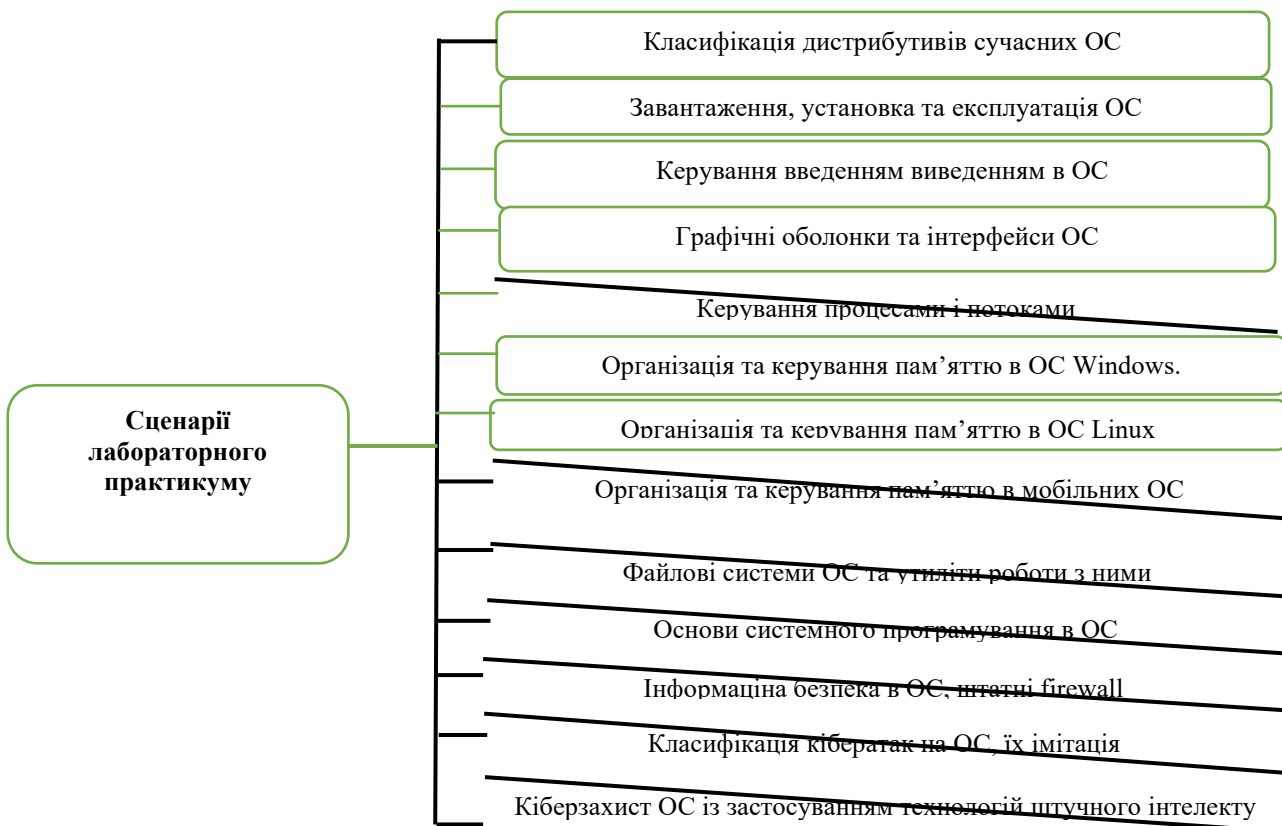 Класифікація дистрибутивів сучасних ОС
Завантаження, установка та експлуатація ОС
Керування введенням виведенням в ОС
Графічні оболонки та інтерфейси ОС
Керування процесами і потоками
Організація та керування пам’яттю в ОС Windows.
Організація та керування пам’яттю в ОС Linux
Сценарії
лабораторного
практикуму
Організація та керування пам’яттю в мобільних ОС
Файлові системи ОС та утиліти роботи з ними
Основи системного програмування в ОС
Інформаціна безпека в ОС, штатні firewall
Класифікація кібератак на ОС, їх імітація
Кіберзахист ОС із застосуванням технологій штучного інтелекту